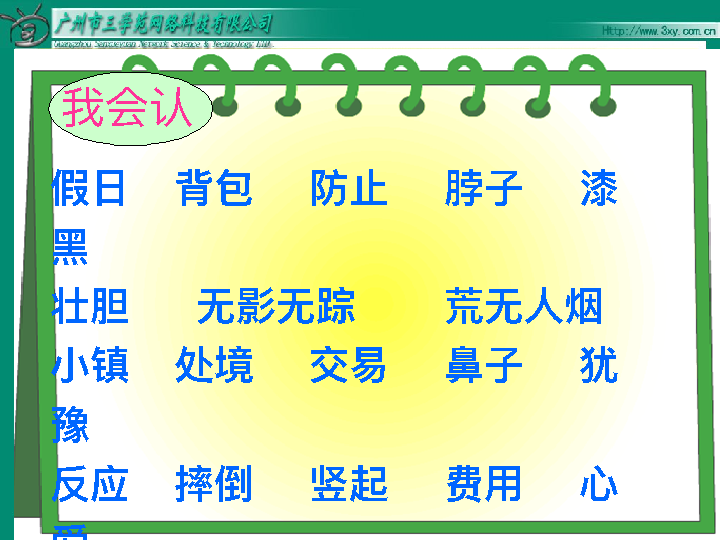 广州市三学苑网络科技有限公司
Guangzhou Sanxueyuan Network Science & Technology Ltd.
Http://www.3xy.com.cn
我会认
假日 背包 防止 脖子 漆
黑
壮胆 无影无踪 荒无人烟
小镇 处境 交易 鼻子 犹
豫
反应 摔倒 竖起 费用 心